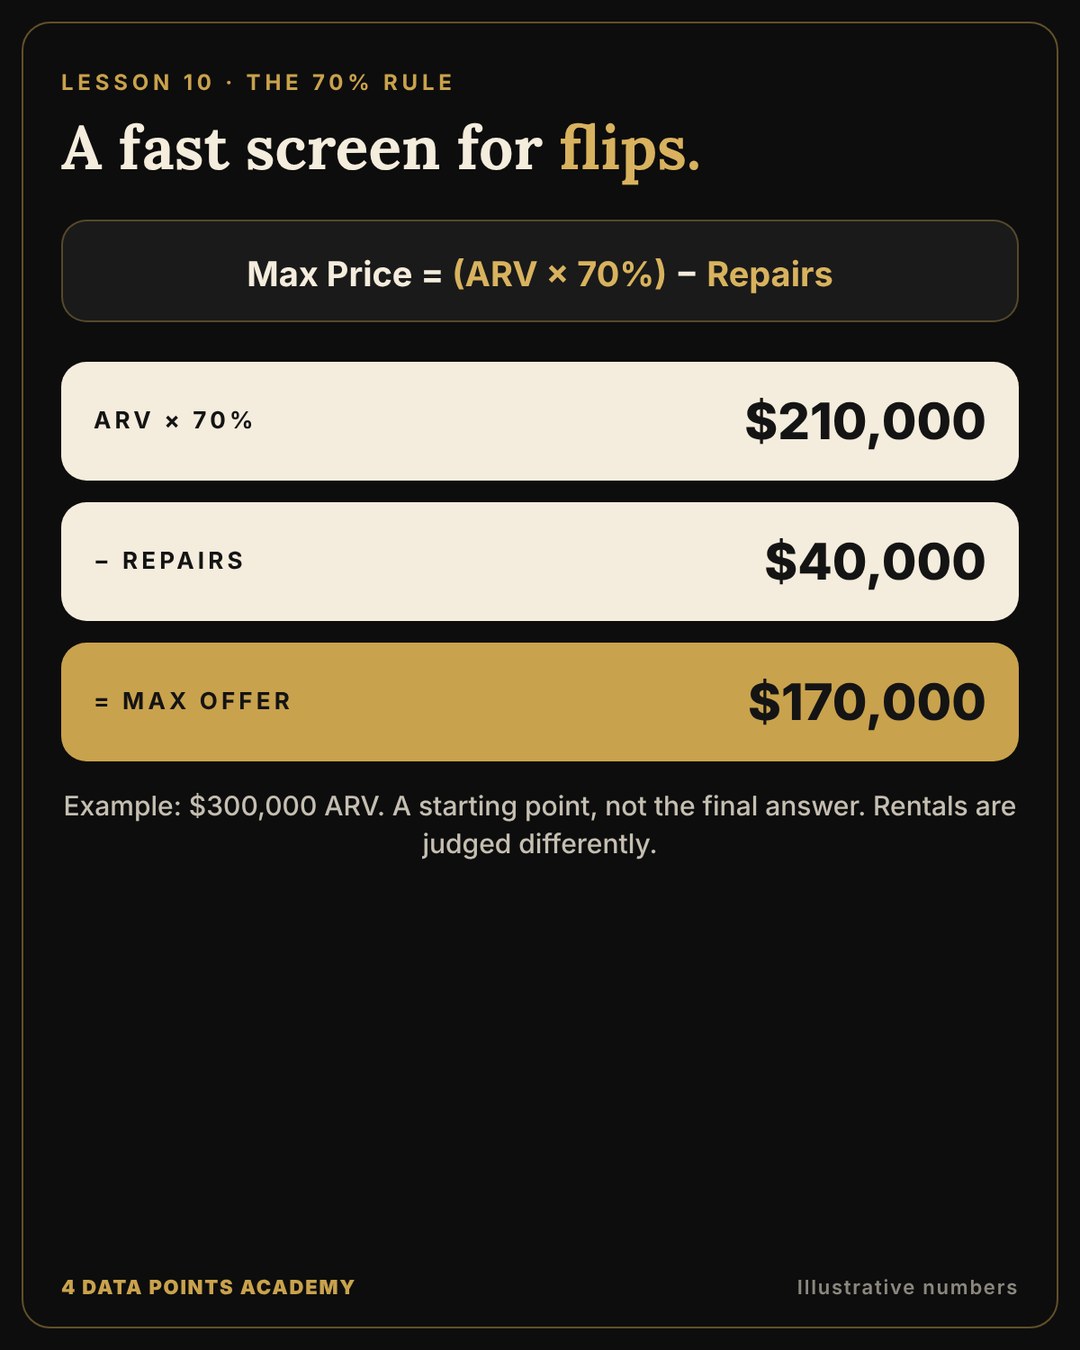 LESSON 10 · THE 70% RULE
A fast screen for flips.
Max Price = (ARV × 70%) − Repairs
ARV × 70%
$210,000
− REPAIRS
$40,000
= MAX OFFER
$170,000
Example: $300,000 ARV. A starting point, not the final answer. Rentals are
judged differently.
4 DATA POINTS ACADEMY
Illustrative numbers